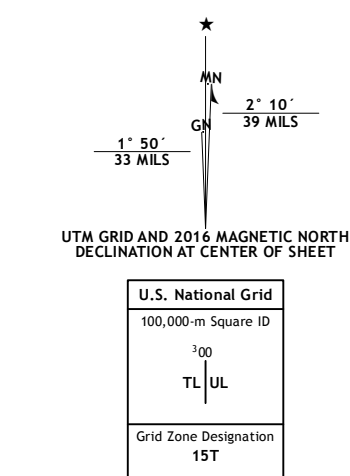 ★
MN
2° 10´
39 MILS
GN
1° 50´
33 MILS
UTM GRID AND 2016 MAGNETIC NORTH
DECLINATION AT CENTER OF SHEET
U.S. National Grid
100,000-m Square ID
³00
TL UL
Grid Zone Designation
15T